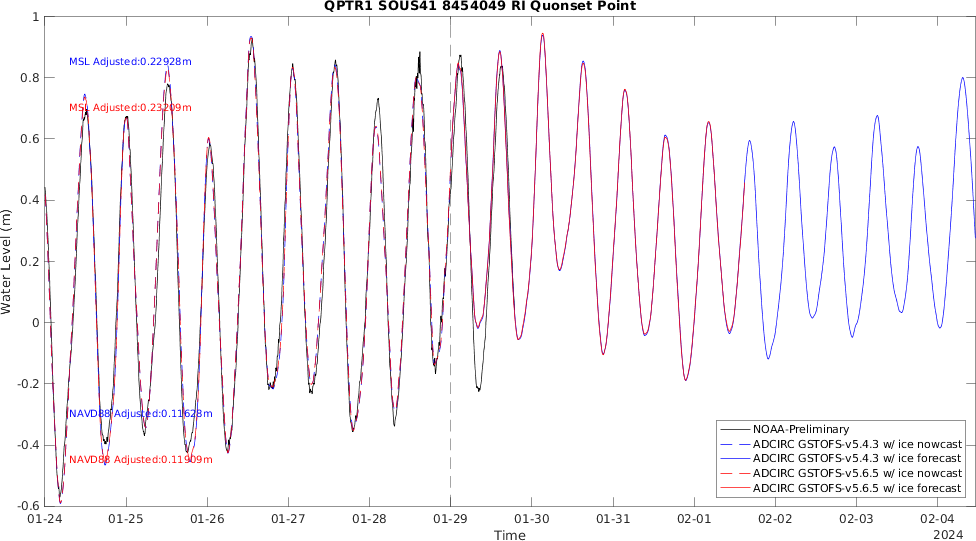 QPTR1 SOUS41 8454049 RI Quonset Point
1
0.8
0.6
0.4
0.2
0
-0.2
-0.4
-0.6
Water Level (m)
MSL Adjusted:0.22928m
MSL Adjusted:0.23209m
NAVD88 Adjusted:0.11628m
NAVD88 Adjusted:0.11909m
NOAA-Preliminary
ADCIRC GSTOFS-v5.4.3 w/ ice nowcast
ADCIRC GSTOFS-v5.4.3 w/ ice forecast
ADCIRC GSTOFS-v5.6.5 w/ ice nowcast
ADCIRC GSTOFS-v5.6.5 w/ ice forecast
01-24 01-25 01-26 01-27 01-28 01-29 01-30 01-31 02-01 02-02 02-03 02-04
Time
2024